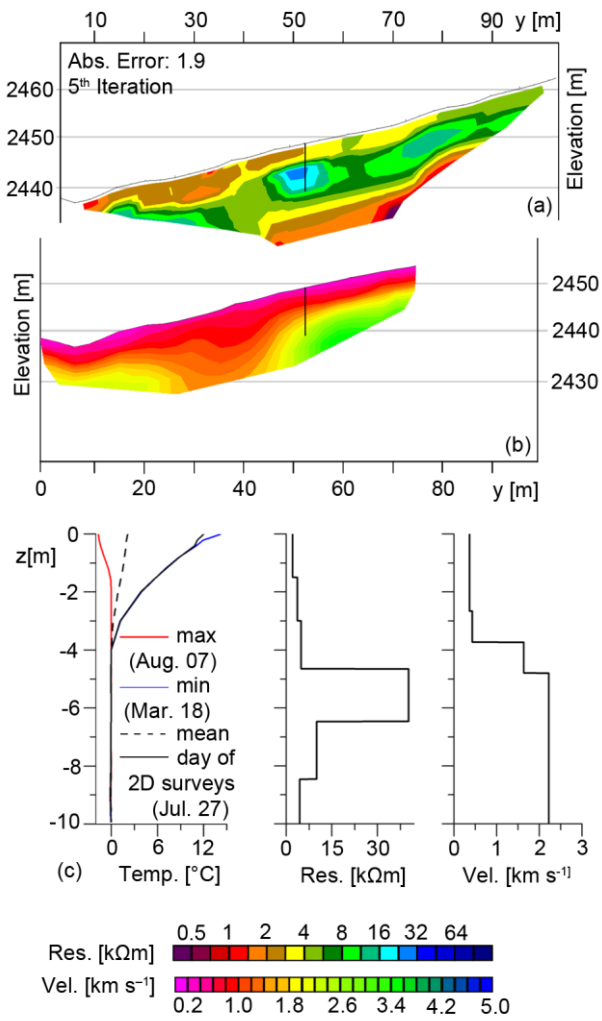 10 30 50 70 90 y [m]
Abs. Error: 1.9
5th Iteration
2460
2450
2440
Elevation [m]
(a)
Elevation [m]
2450
2440
2430
(b)
0 20 40 60 80 y [m]
z[m]
0
-2
-4
-6
-8
-10
max
(Aug. 07)
min
(Mar. 18)
mean
day of
2D surveys
(Jul. 27)
0 6 12
0 15 30
0 1 2 3
(c) Temp. [°C] Res. [kΩm] Vel. [km s⁻¹]
0.5 1 2 4 8 16 32 64
Res. [kΩm]
Vel. [km s⁻¹]
0.2 1.0 1.8 2.6 3.4 4.2 5.0